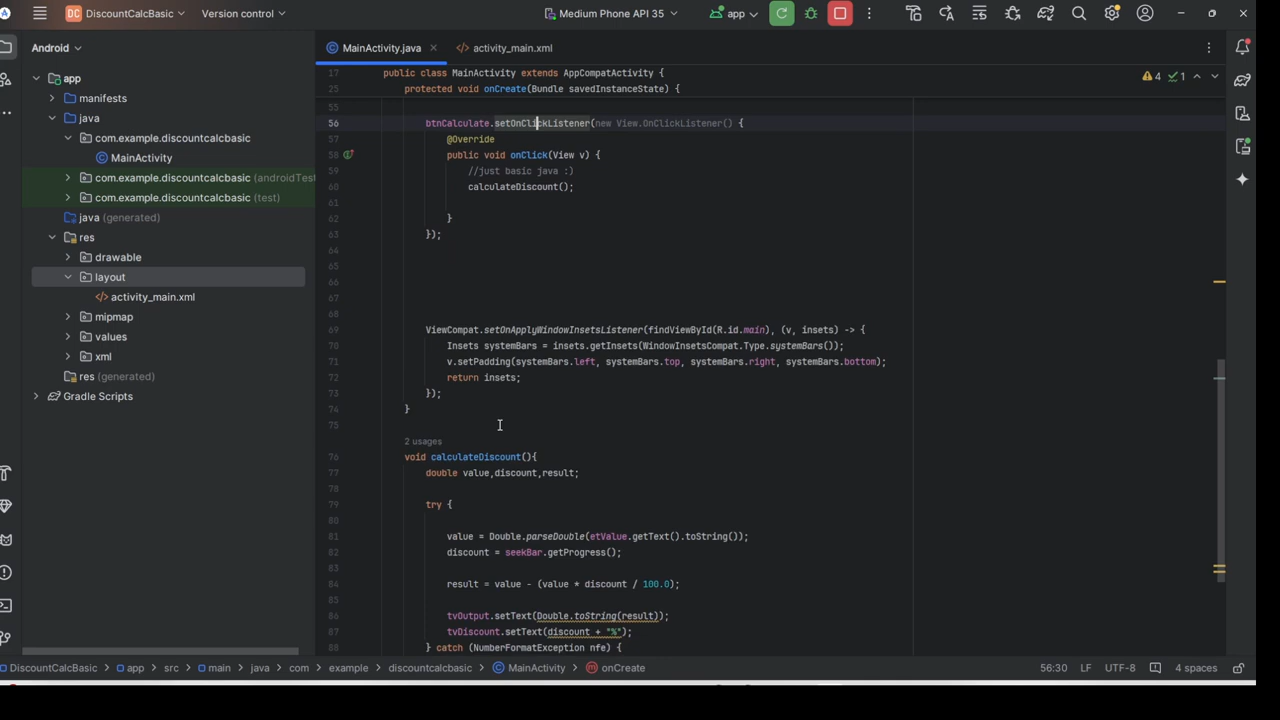 DC DiscountCalcBasic Version control Medium Phone API 35 app
Android
MainActivity.java activity_main.xml
app
manifests
java
com.example.discountcalcbasic
MainActivity
com.example.discountcalcbasic (androidTest
com.example.discountcalcbasic (test)
java (generated)
res
drawable
layout
activity_main.xml
mipmap
values
xml
res (generated)
Gradle Scripts
4 1
17 public class MainActivity extends AppCompatActivity {
25 protected void onCreate(Bundle savedInstanceState) {
55
56 btnCalculate.setOnClickListener(new View.OnClickListener() {
57 @Override
58 public void onClick(View v) {
59 //just basic java :)
60 calculateDiscount();
61
62 }
63 });
64
65
66
67
68
69 ViewCompat.setOnApplyWindowInsetsListener(findViewById(R.id.main), (v, insets) -> {
70 Insets systemBars = insets.getInsets(WindowInsetsCompat.Type.systemBars());
71 v.setPadding(systemBars.left, systemBars.top, systemBars.right, systemBars.bottom);
72 return insets;
73 });
74 }
75
2 usages
76 void calculateDiscount(){
77 double value,discount,result;
78
79 try {
80
81 value = Double.parseDouble(etValue.getText().toString());
82 discount = seekBar.getProgress();
83
84 result = value - (value * discount / 100.0);
85
86 tvOutput.setText(Double.toString(result));
87 tvDiscount.setText(discount + "%");
88 } catch (NumberFormatException nfe) {
DiscountCalcBasic > app > src > main > java > com > example > discountcalcbasic > MainActivity > onCreate 56:30 LF UTF-8 4 spaces